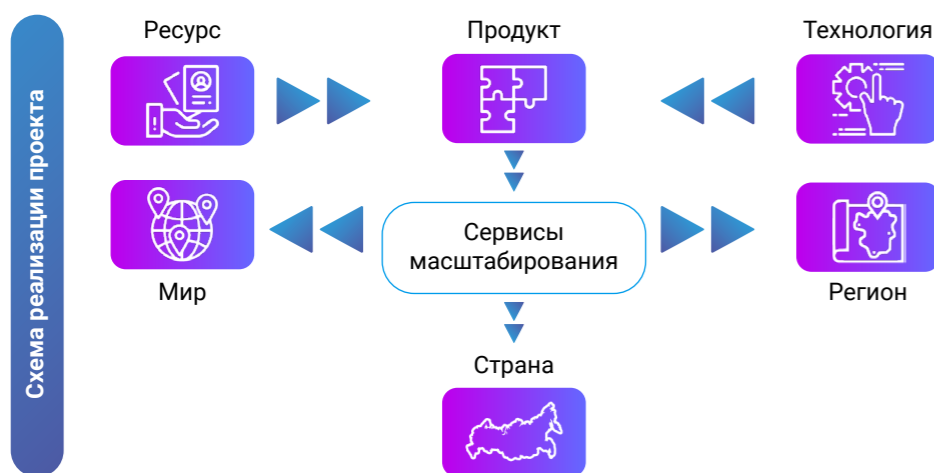 Схема реализации проекта
Ресурс
Продукт
Технология
Сервисы
масштабирования
Мир
Регион
Страна